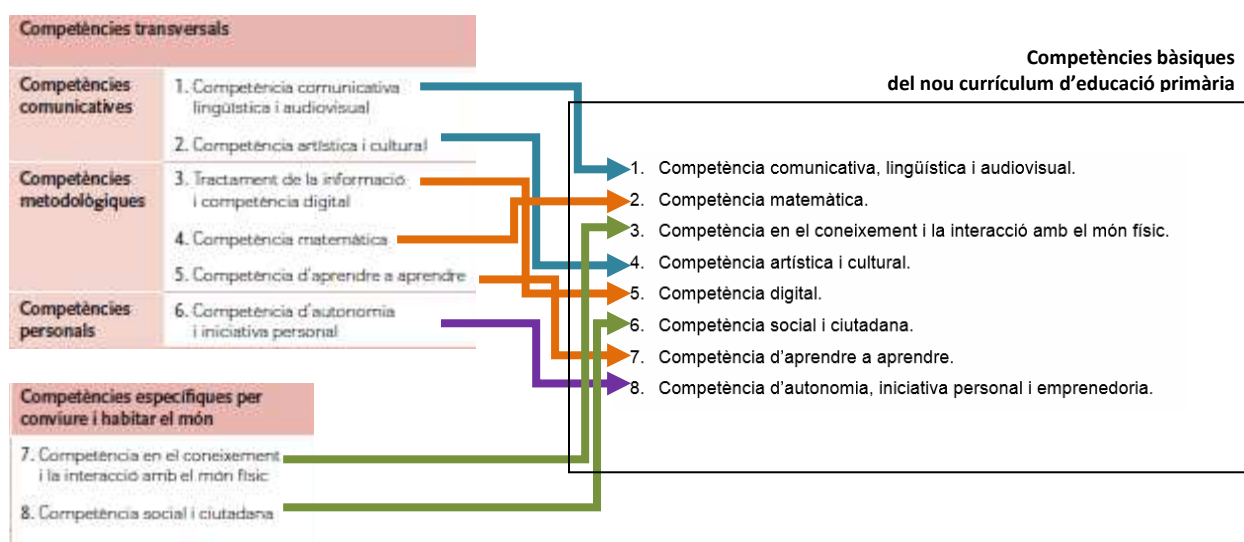 Competències transversals
Competències
comunicatives
1. Competència comunicativa
lingüística i audiovisual
2. Competència artística i cultural
Competències
metodològiques
3. Tractament de la informació
i competència digital
4. Competència matemàtica
5. Competència d'aprendre a aprendre
Competències
personals
6. Competència d'autonomia
i iniciativa personal
Competències específiques per
conviure i habitar el món
7. Competència en el coneixement
i la interacció amb el món físic
8. Competència social i ciutadana
Competències bàsiques
del nou currículum d'educació primària
1. Competència comunicativa, lingüística i audiovisual.
2. Competència matemàtica.
3. Competència en el coneixement i la interacció amb el món físic.
4. Competència artística i cultural.
5. Competència digital.
6. Competència social i ciutadana.
7. Competència d'aprendre a aprendre.
8. Competència d'autonomia, iniciativa personal i emprenedoria.